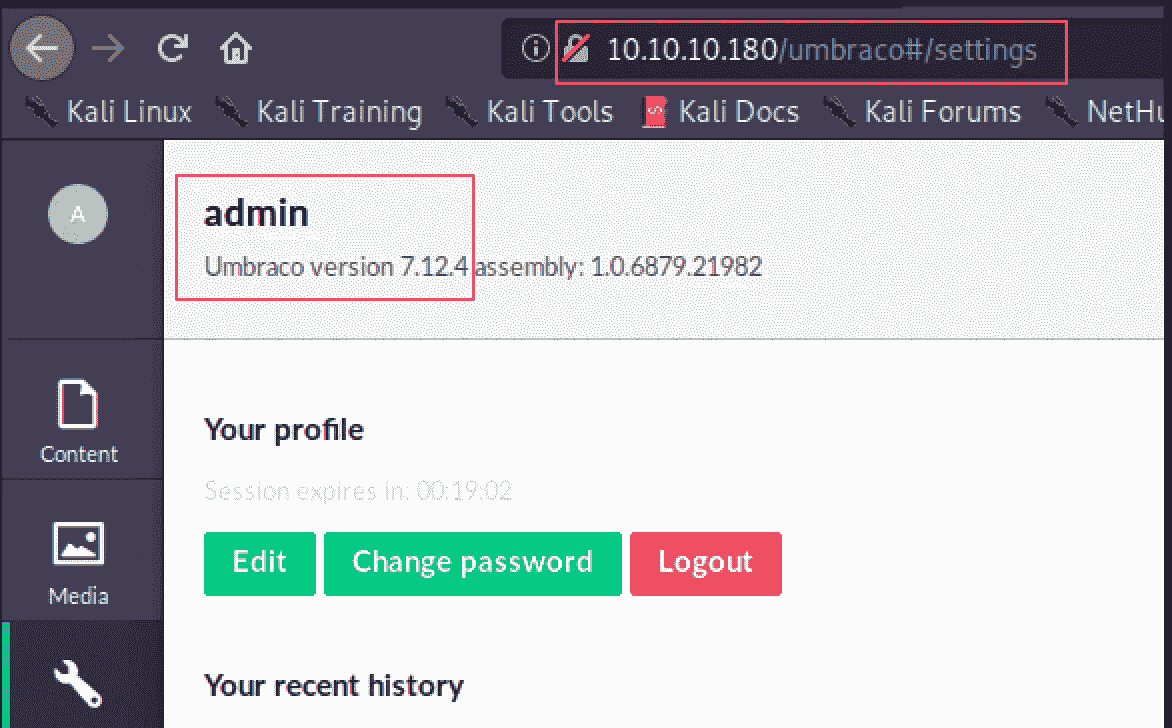 10.10.10.180/umbraco#/settings
Kali Linux Kali Training Kali Tools Kali Docs Kali Forums NetHu
A
admin
Umbraco version 7.12.4 assembly: 1.0.6879.21982
Content
Media
Your profile
Session expires in: 00:19:02
Edit Change password Logout
Your recent history